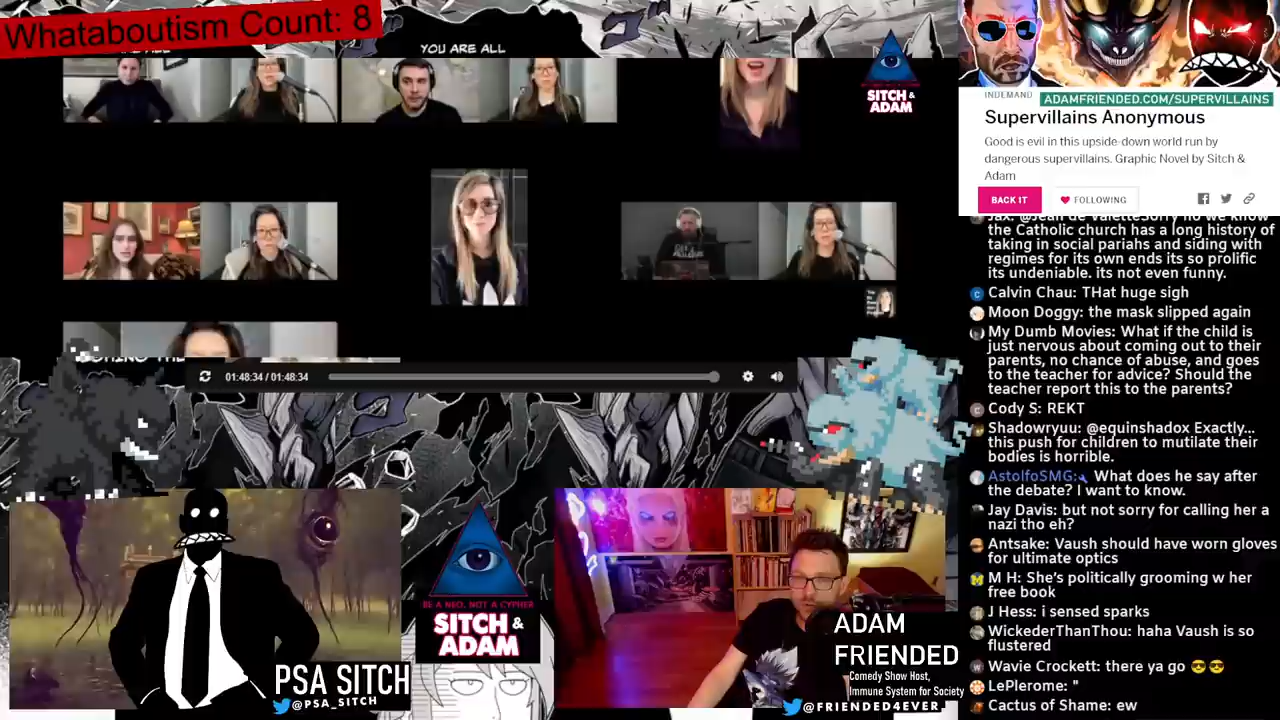 Whataboutism Count: 8
YOU ARE ALL
SITCH &
ADAM
INDEMAND
ADAMFRIENDED.COM/SUPERVILLAINS
Supervillains Anonymous
Good is evil in this upside-down world run by
dangerous supervillains. Graphic Novel by Sitch &
Adam
BACK IT
FOLLOWING
the Catholic church has a long history of
taking in social pariahs and siding with
regimes for its own ends its so prolific
its undeniable. its not even funny.
Calvin Chau: THat huge sigh
Moon Doggy: the mask slipped again
My Dumb Movies: What if the child is
just nervous about coming out to their
parents, no chance of abuse, and goes
to the teacher for advice? Should the
teacher report this to the parents?
Cody S: REKT
Shadowryuu: @equinshadox Exactly...
this push for children to mutilate their
bodies is horrible.
AstolfoSMG: What does he say after
the debate? I want to know.
Jay Davis: but not sorry for calling her a
nazi tho eh?
Antsake: Vaush should have worn gloves
for ultimate optics
M H: She's politically grooming w her
free book
J Hess: i sensed sparks
WickederThanThou: haha Vaush is so
flustered
Wavie Crockett: there ya go 😎😎
LePlerome: "
Cactus of Shame: ew
01:48:34 / 01:48:34
BE A NEO, NOT A CYPHER
SITCH &
ADAM
PSA SITCH
@PSA_SITCH
ADAM
FRIENDED
Comedy Show Host,
Immune System for Society
@FRIENDED4EVER